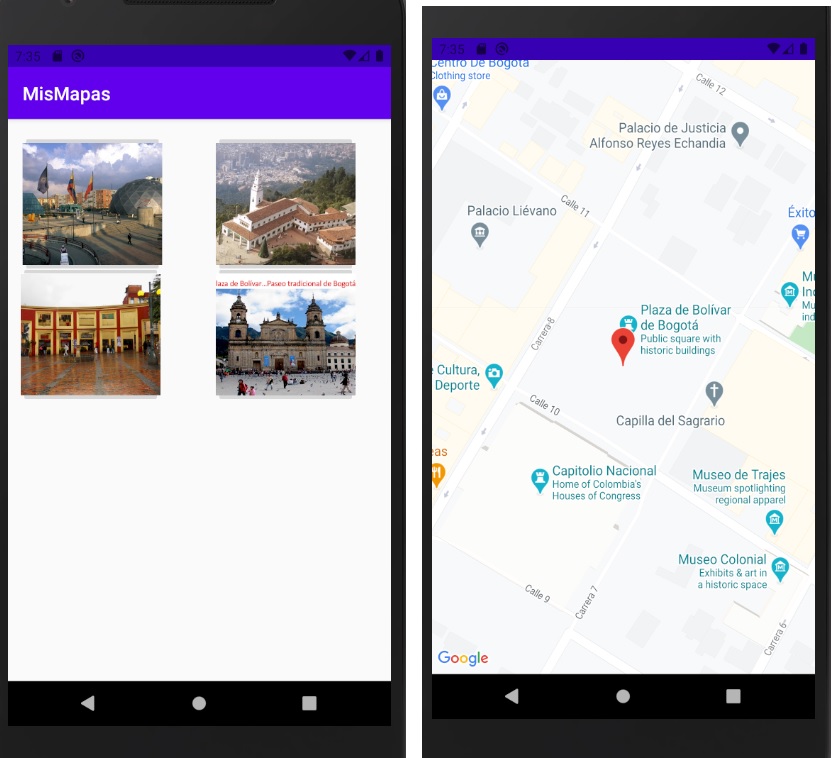 7:35
MisMapas
laza de Bolívar...Paseo tradicional de Bogotá
7:35
Centro De Bogotá
Clothing store
Calle 12
Palacio de Justicia
Alfonso Reyes Echandia
Calle 11
Palacio Liévano
Éxito
Mu
Ind
Mu
ind
Plaza de Bolívar
de Bogotá
Public square with
historic buildings
Carrera 8
e Cultura,
Deporte
Calle 10
Capilla del Sagrario
eas
Capitolio Nacional
Home of Colombia's
Houses of Congress
Museo de Trajes
Museum spotlighting
regional apparel
Museo Colonial
Exhibits & art in
a historic space
Calle 9
Carrera 7
Carrera 6
Google